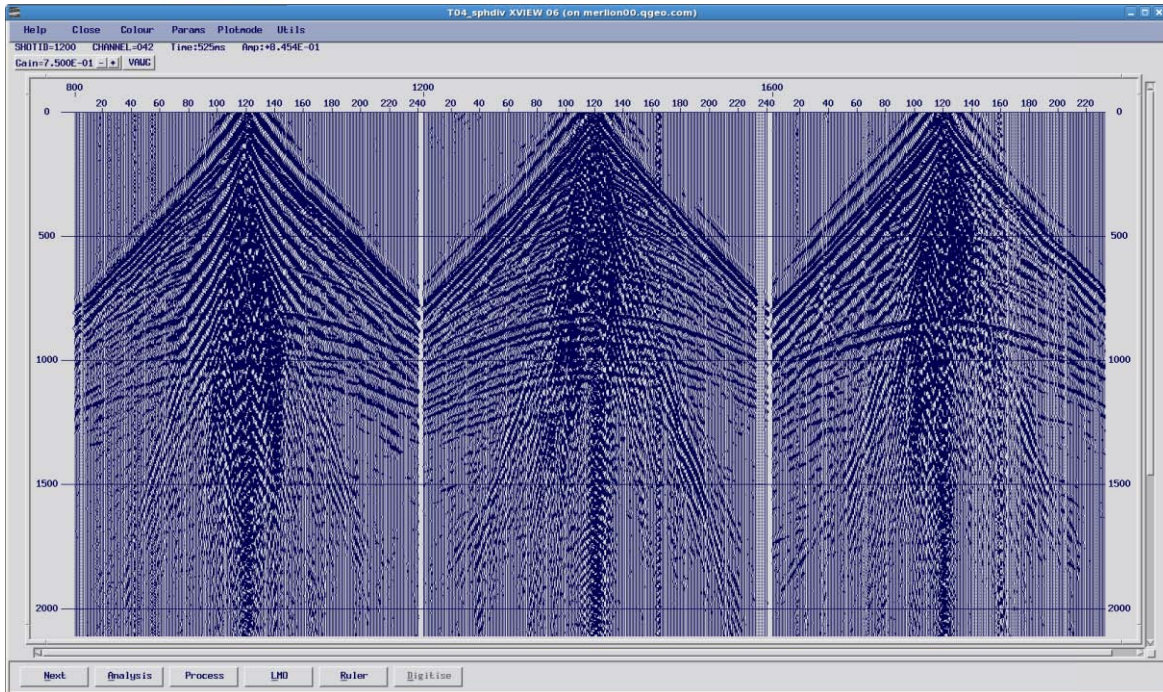 T04_sphdiv XVIEW 06 (on merlion00.qgeo.com)
Help Close Colour Params Plotmode Utils
SHOTID=1200 CHANNEL=042 Time:525ms Amp:+8.454E-01
Gain=7.500E-01 - + VAWG
800 1200 1600
20 40 60 80 100 120 140 160 180 200 220 240 20 40 60 80 100 120 140 160 180 200 220 240 20 40 60 80 100 120 140 160 180 200 220
0 0
500 500
1000 1000
1500 1500
2000 2000
Next Analysis Process LMO Ruler Digitise